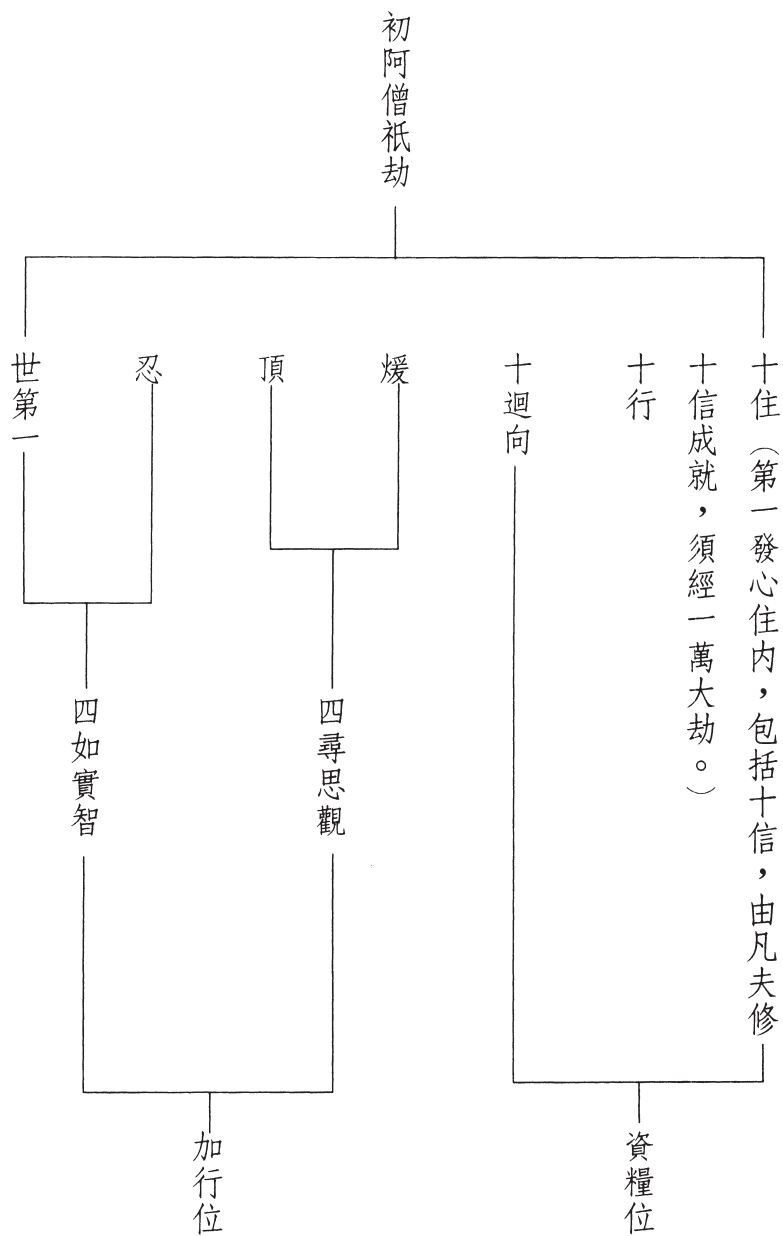 初阿僧祇劫
十住（第一發心住內，包括十信，由凡夫修
十信成就，須經一萬大劫。）
十行
十迴向
煖
頂
忍
世第一
四尋思觀
四如實智
資糧位
加行位